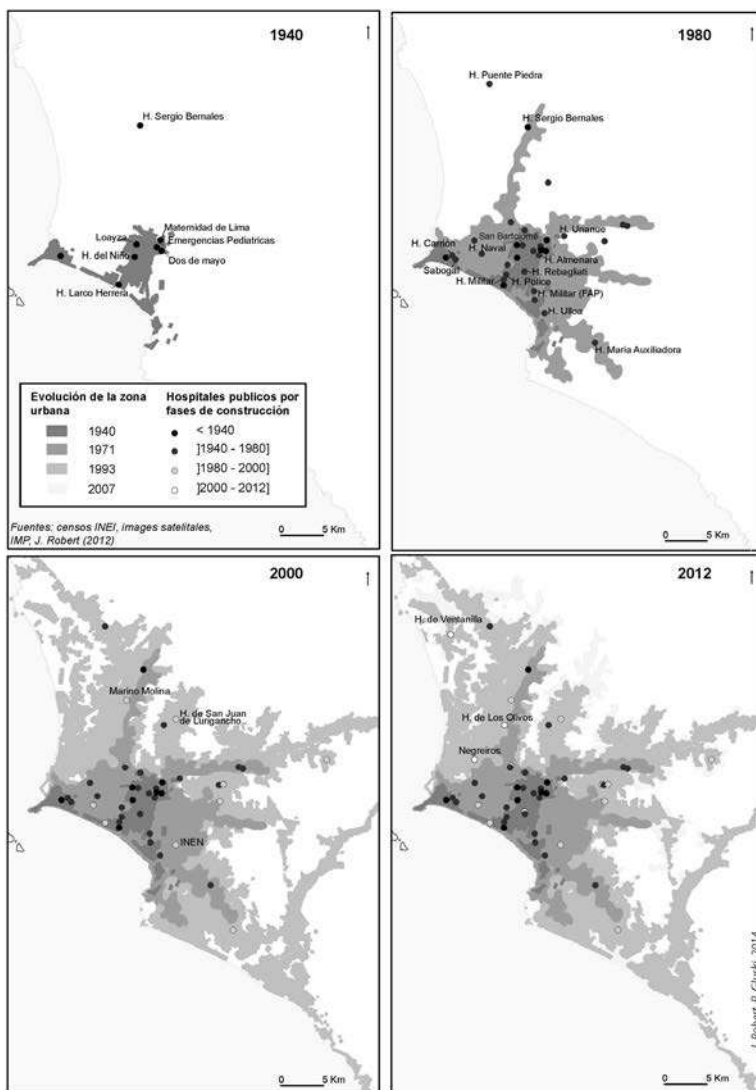 1940
H. Sergio Bernales
Maternidad de Lima
Loayza
Emergencias Pediatricas
H. del Niño
Dos de mayo
H. Larco Herrera
Evolución de la zona
urbana
1940
1971
1993
2007
Hospitales publicos por
fases de construcción
< 1940
]1940 - 1980]
]1980 - 2000]
]2000 - 2012]
Fuentes: censos INEI, images satelitales,
IMP, J. Robert (2012)
0 5 Km
1980
H. Puente Piedra
H. Sergio Bernales
San Bartolomé
H. Unanue
H. Carrión
H. Naval
H. Almenara
Sabogal
H. Rebagliati
H. Militar
H. Police
H. Militar (FAP)
H. Ulloa
H. Maria Auxiliadora
0 5 Km
2000
Marino Molina
H. de San Juan
de Lurigancho
INEN
0 5 Km
2012
H. de Ventanilla
H. de Los Olivos
Negreiros
0 5 Km
2014